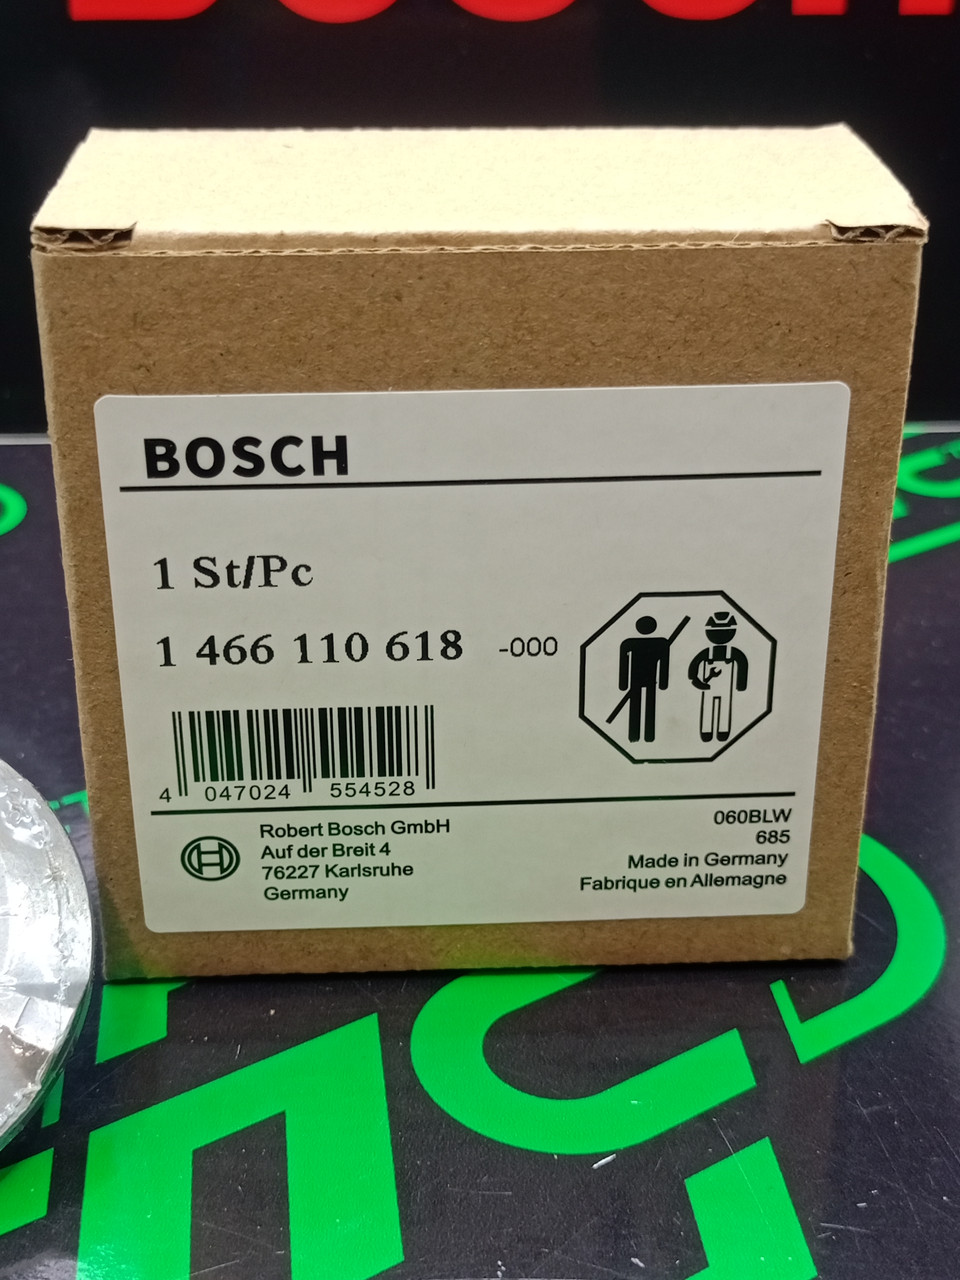 BOSCH
BOSCH
1 St/Pc
1 466 110 618 -000
4 047024 554528
Robert Bosch GmbH
Auf der Breit 4
76227 Karlsruhe
Germany
060BLW
685
Made in Germany
Fabrique en Allemagne